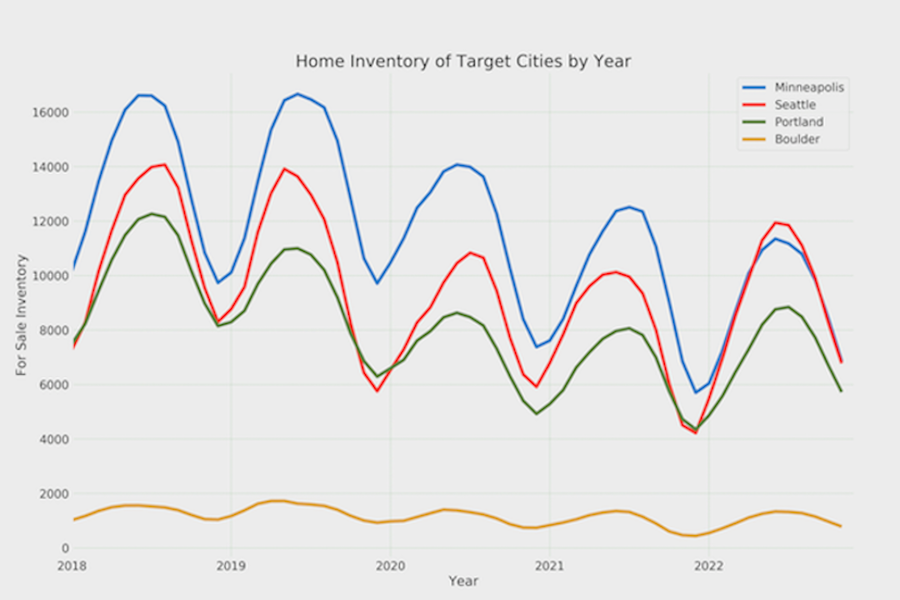 Home Inventory of Target Cities by Year
Minneapolis
Seattle
Portland
Boulder
For Sale Inventory
16000
14000
12000
10000
8000
6000
4000
2000
0
2018 2019 2020 2021 2022
Year